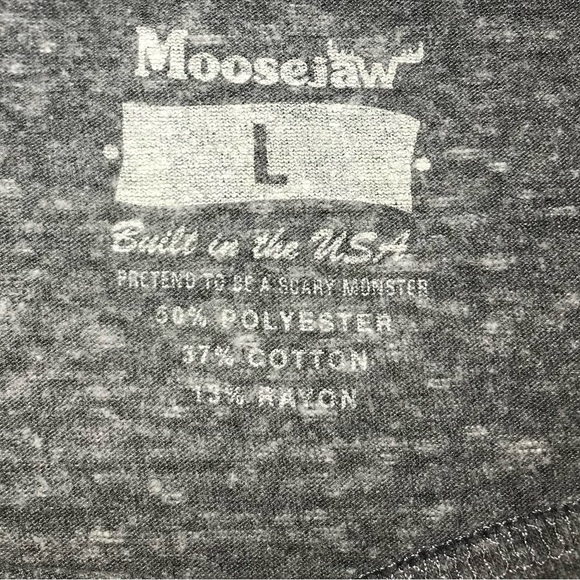 Moosejaw
L
Built in the USA
PRETEND TO BE A SCARY MONSTER
50% POLYESTER
37% COTTON
13% RAYON